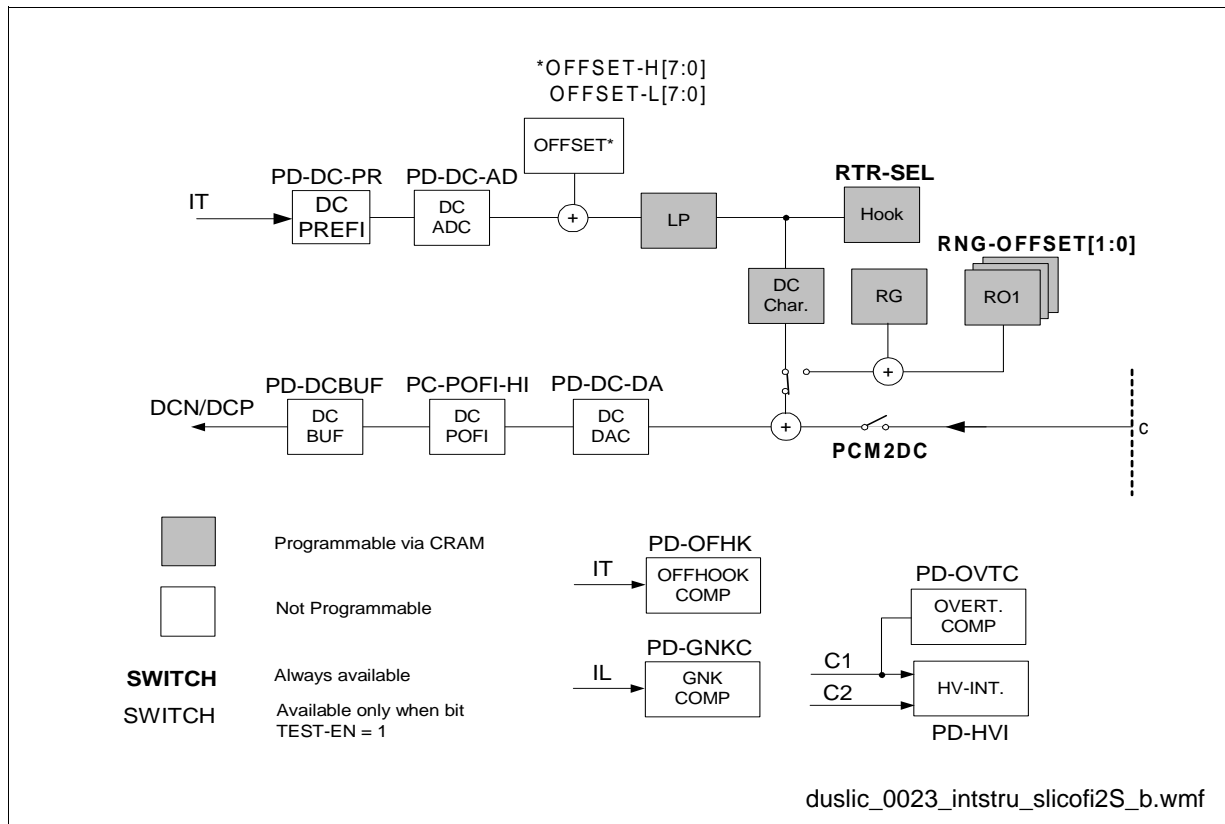 *OFFSET-H[7:0]
OFFSET-L[7:0]
OFFSET*
PD-DC-PR
PD-DC-AD
RTR-SEL
IT
DC
PREFI
DC
ADC
+
LP
Hook
RNG-OFFSET[1:0]
DC
Char.
RG
RO1
+
PD-DCBUF
PC-POFI-HI
PD-DC-DA
DCN/DCP
DC
BUF
DC
POFI
DC
DAC
+
PCM2DC
c
Programmable via CRAM
Not Programmable
SWITCH
Always available
SWITCH
Available only when bit
TEST-EN = 1
PD-OFHK
IT
OFFHOOK
COMP
PD-GNKC
IL
GNK
COMP
PD-OVTC
OVERT.
COMP
C1
C2
HV-INT.
PD-HVI
duslic_0023_intstru_slicofi2S_b.wmf